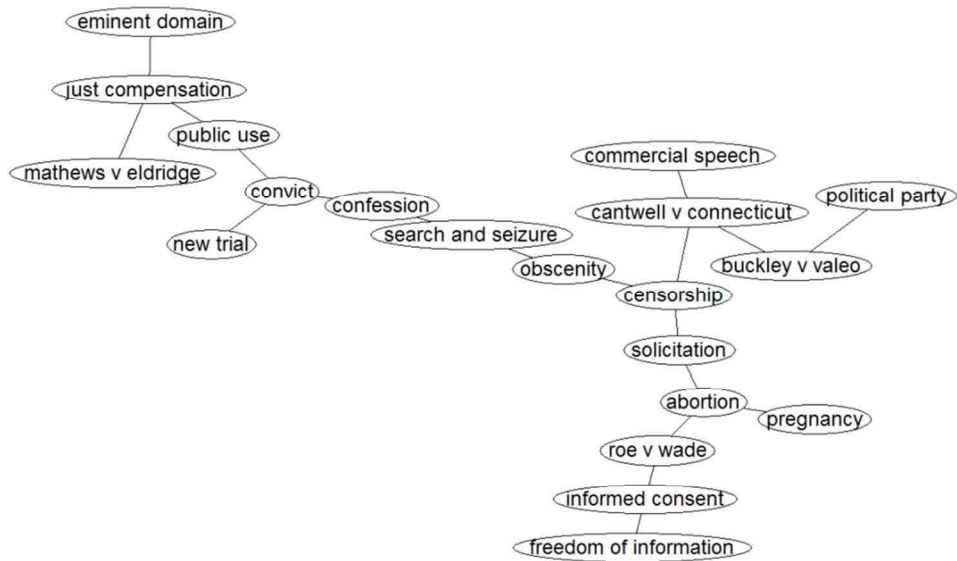 eminent domain
just compensation
public use
commercial speech
mathews v eldridge
convict
political party
confession
cantwell v connecticut
new trial
search and seizure
obscenity
buckley v valeo
censorship
solicitation
abortion
pregnancy
roe v wade
informed consent
freedom of information